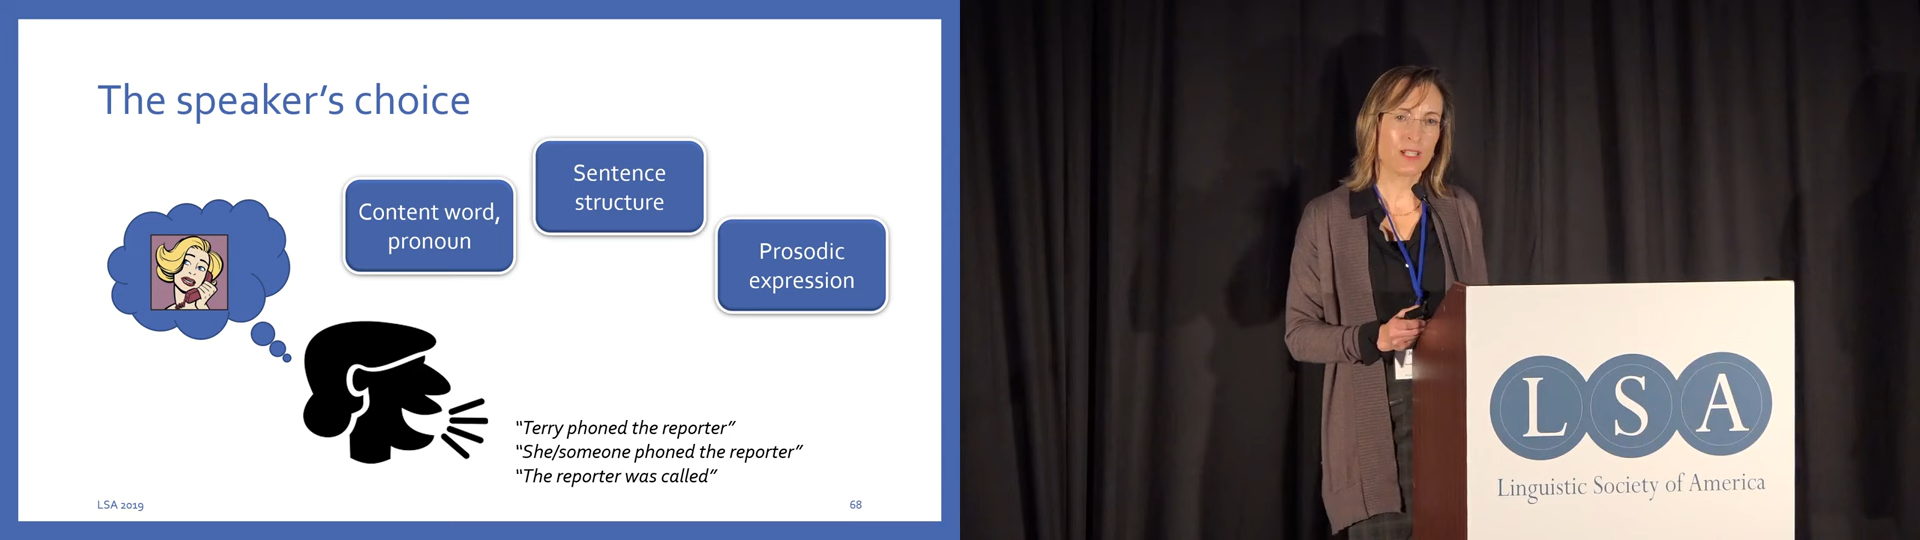 The speaker's choice
Content word,
pronoun
Sentence
structure
Prosodic
expression
“Terry phoned the reporter”
“She/someone phoned the reporter”
“The reporter was called”
LSA 2019
68
LSA
Linguistic Society of America